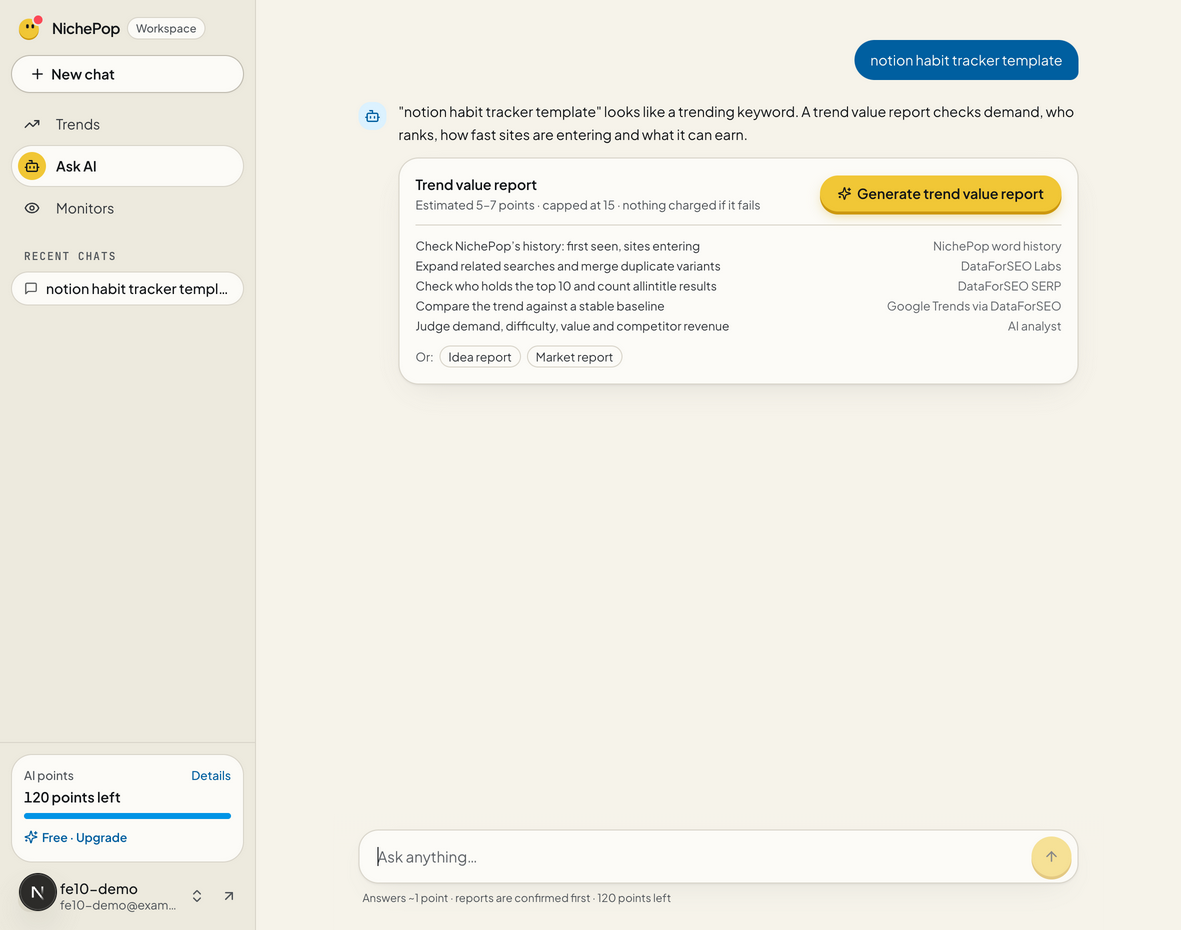 NichePop Workspace
New chat
Trends
Ask AI
Monitors
RECENT CHATS
notion habit tracker templ...
AI points Details
120 points left
Free · Upgrade
N
fe10-demo
fe10-demo@exam...
notion habit tracker template
"notion habit tracker template" looks like a trending keyword. A trend value report checks demand, who
ranks, how fast sites are entering and what it can earn.
Trend value report
Estimated 5–7 points · capped at 15 · nothing charged if it fails
Generate trend value report
Check NichePop's history: first seen, sites entering NichePop word history
Expand related searches and merge duplicate variants DataForSEO Labs
Check who holds the top 10 and count allintitle results DataForSEO SERP
Compare the trend against a stable baseline Google Trends via DataForSEO
Judge demand, difficulty, value and competitor revenue AI analyst
Or: Idea report Market report
Ask anything...
Answers ~1 point · reports are confirmed first · 120 points left